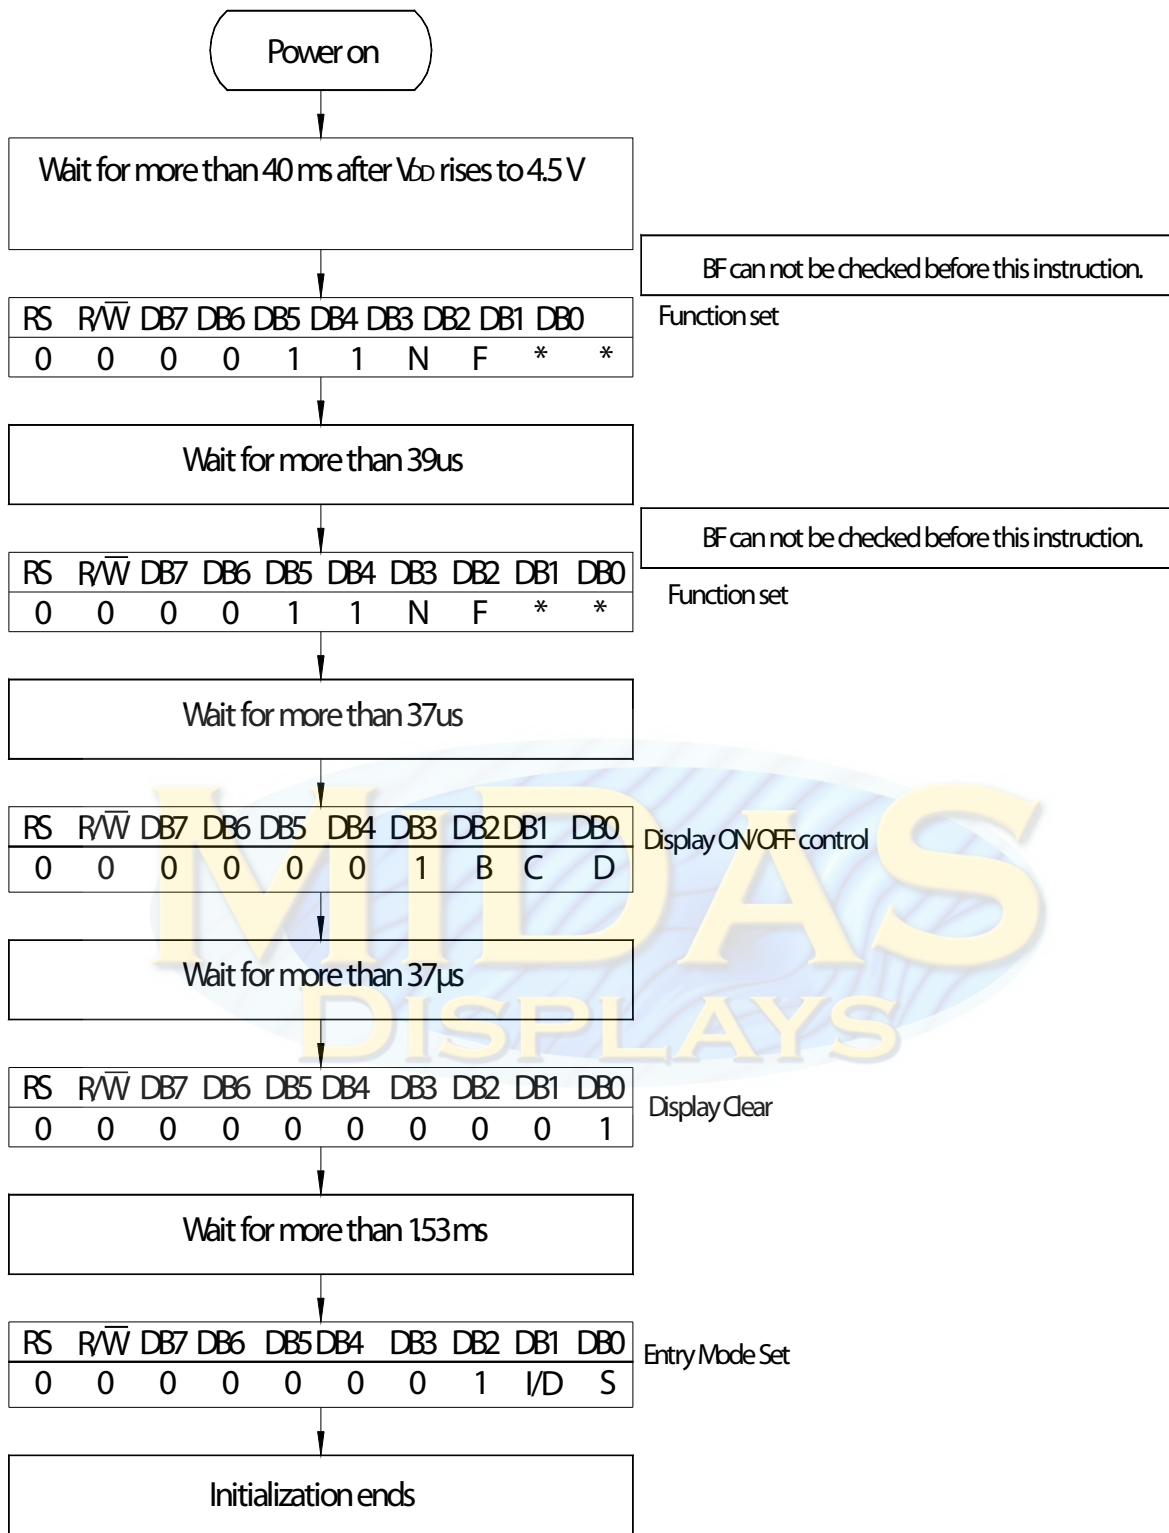 Power on
Wait for more than 40 ms after VDD rises to 4.5 V
BF can not be checked before this instruction.
RS R/W̅ DB7 DB6 DB5 DB4 DB3 DB2 DB1 DB0
Function set
0 0 0 0 1 1 N F * *
Wait for more than 39us
BF can not be checked before this instruction.
RS R/W̅ DB7 DB6 DB5 DB4 DB3 DB2 DB1 DB0
Function set
0 0 0 0 1 1 N F * *
Wait for more than 37us
RS R/W̅ DB7 DB6 DB5 DB4 DB3 DB2 DB1 DB0
Display ON/OFF control
0 0 0 0 0 0 1 B C D
MIDAS
Wait for more than 37µs
DISPLAYS
RS R/W̅ DB7 DB6 DB5 DB4 DB3 DB2 DB1 DB0
Display Clear
0 0 0 0 0 0 0 0 0 1
Wait for more than 1.53 ms
RS R/W̅ DB7 DB6 DB5 DB4 DB3 DB2 DB1 DB0
Entry Mode Set
0 0 0 0 0 0 0 1 I/D S
Initialization ends